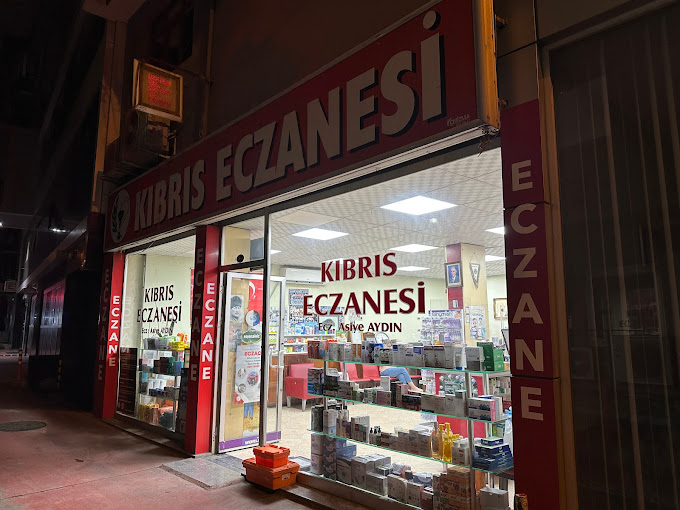 KIBRIS ECZANESİ
KIBRIS
ECZANESİ
Ecz. Asiye AYDIN
KIBRIS
ECZANESİ
Ecz. Asiye AYDIN
ECZANE
ECZANE
ECZANE